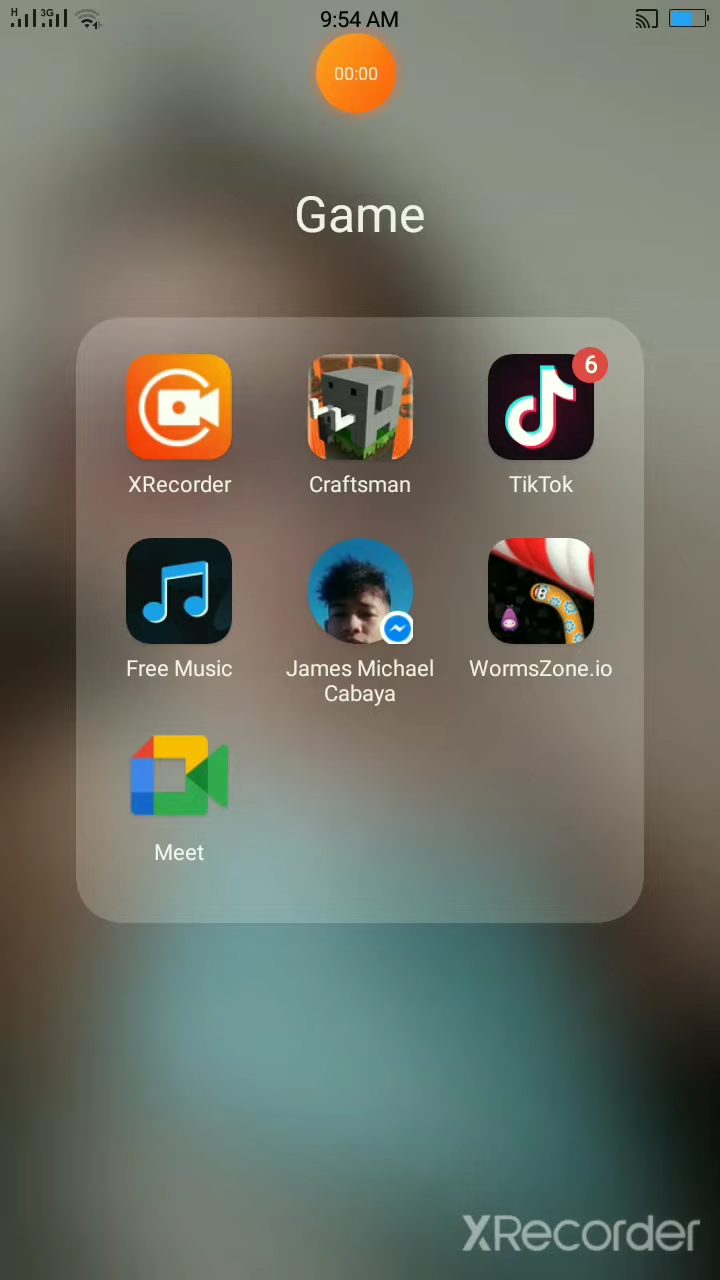 H 3G 9:54 AM
00:00
Game
6
XRecorder Craftsman TikTok
Free Music James Michael Cabaya WormsZone.io
Meet
XRecorder